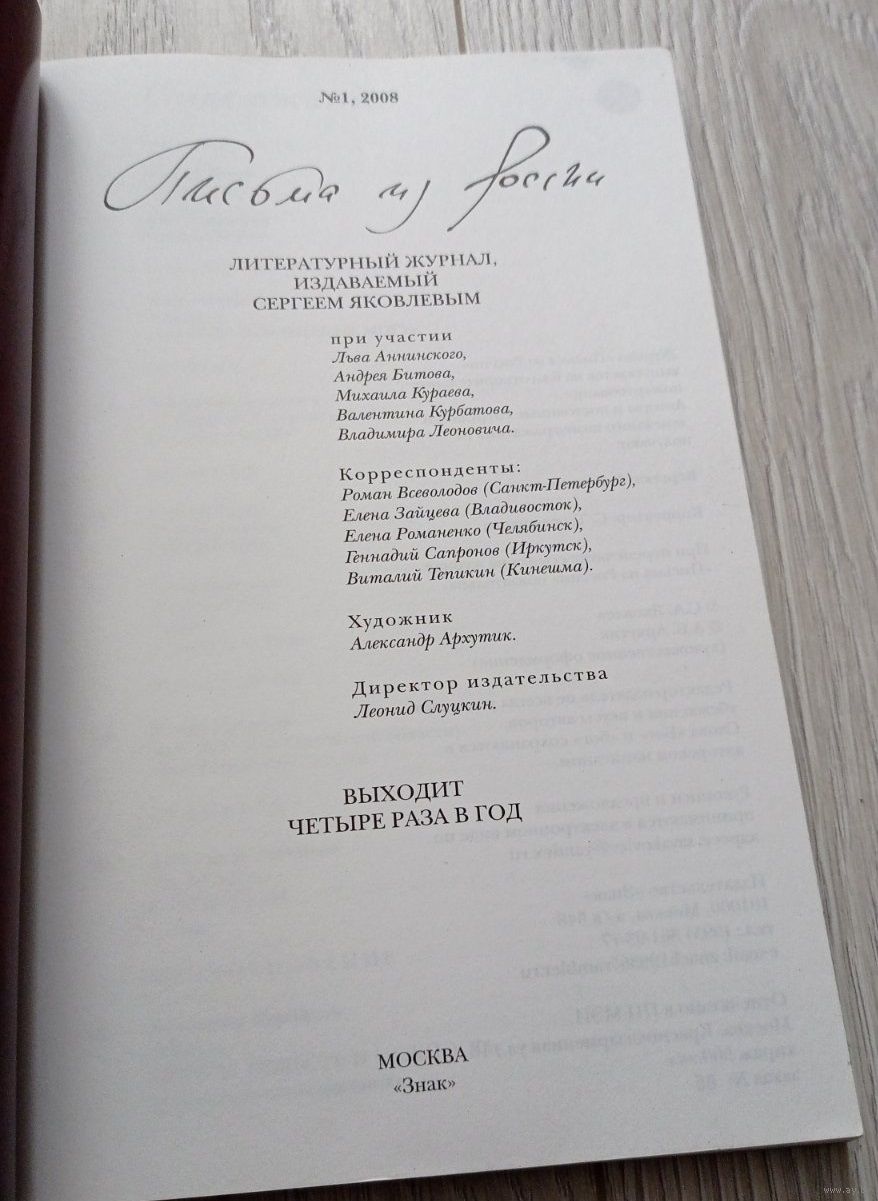 №1, 2008
Письма из России
ЛИТЕРАТУРНЫЙ ЖУРНАЛ,
ИЗДАВАЕМЫЙ
СЕРГЕЕМ ЯКОВЛЕВЫМ
при участии
Льва Аннинского,
Андрея Битова,
Михаила Кураева,
Валентина Курбатова,
Владимира Леоновича.
Корреспонденты:
Роман Всеволодов (Санкт-Петербург),
Елена Зайцева (Владивосток),
Елена Романенко (Челябинск),
Геннадий Сапронов (Иркутск),
Виталий Тепикин (Кинешма).
Художник
Александр Архутик.
Директор издательства
Леонид Слуцкин.
ВЫХОДИТ
ЧЕТЫРЕ РАЗА В ГОД
МОСКВА
«Знак»